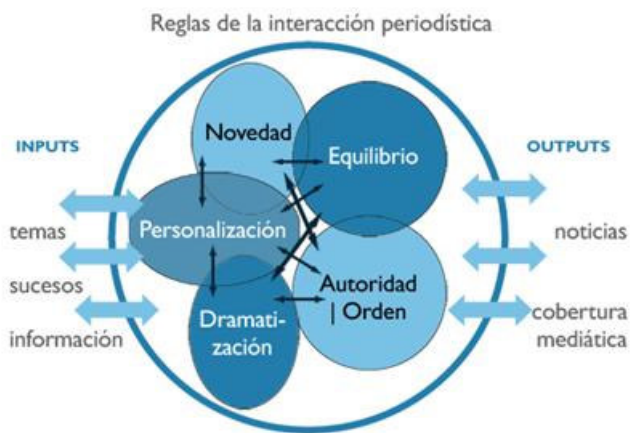 Reglas de la interacción periodística
INPUTS
temas
sucesos
información
Novedad
Equilibrio
Personalización
Autoridad
| Orden
Dramati-
zación
OUTPUTS
noticias
cobertura
mediática